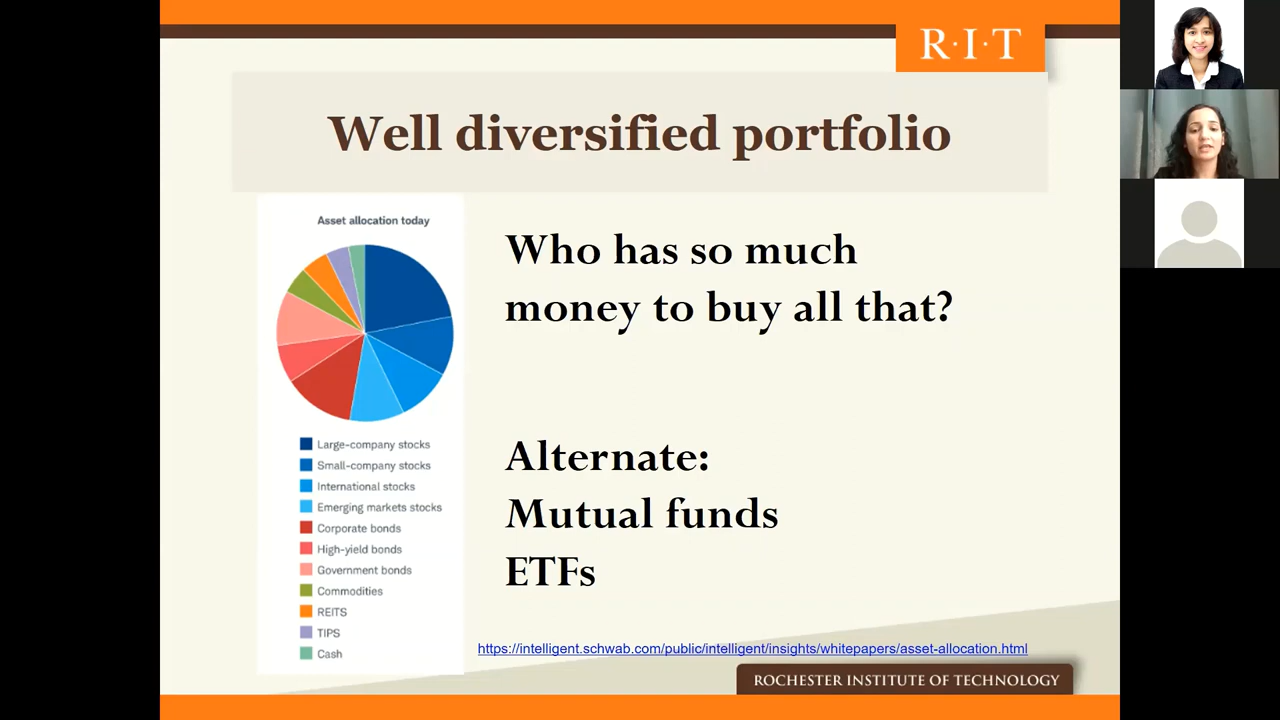 R·I·T
Well diversified portfolio
Asset allocation today
Large-company stocks
Small-company stocks
International stocks
Emerging markets stocks
Corporate bonds
High-yield bonds
Government bonds
Commodities
REITS
TIPS
Cash
Who has so much
money to buy all that?
Alternate:
Mutual funds
ETFs
https://intelligent.schwab.com/public/intelligent/insights/whitepapers/asset-allocation.html
ROCHESTER INSTITUTE OF TECHNOLOGY